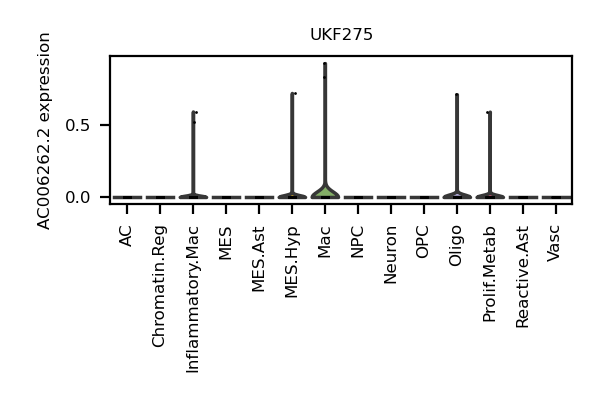 UKF275
AC006262.2 expression
0.5
0.0
AC
Chromatin.Reg
Inflammatory.Mac
MES
MES.Ast
MES.Hyp
Mac
NPC
Neuron
OPC
Oligo
Prolif.Metab
Reactive.Ast
Vasc